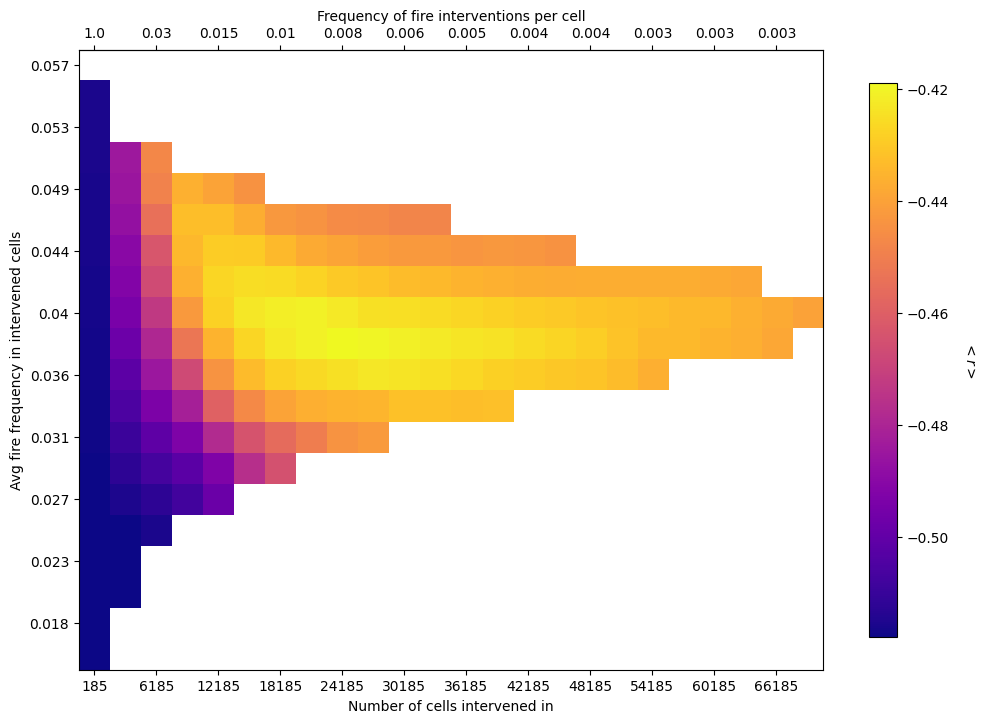 Frequency of fire interventions per cell
1.0 0.03 0.015 0.01 0.008 0.006 0.005 0.004 0.004 0.003 0.003 0.003
0.057
0.053
0.049
0.044
0.04
0.036
0.031
0.027
0.023
0.018
Avg fire frequency in intervened cells
185 6185 12185 18185 24185 30185 36185 42185 48185 54185 60185 66185
Number of cells intervened in
−0.42
−0.44
−0.46
−0.48
−0.50
<r>